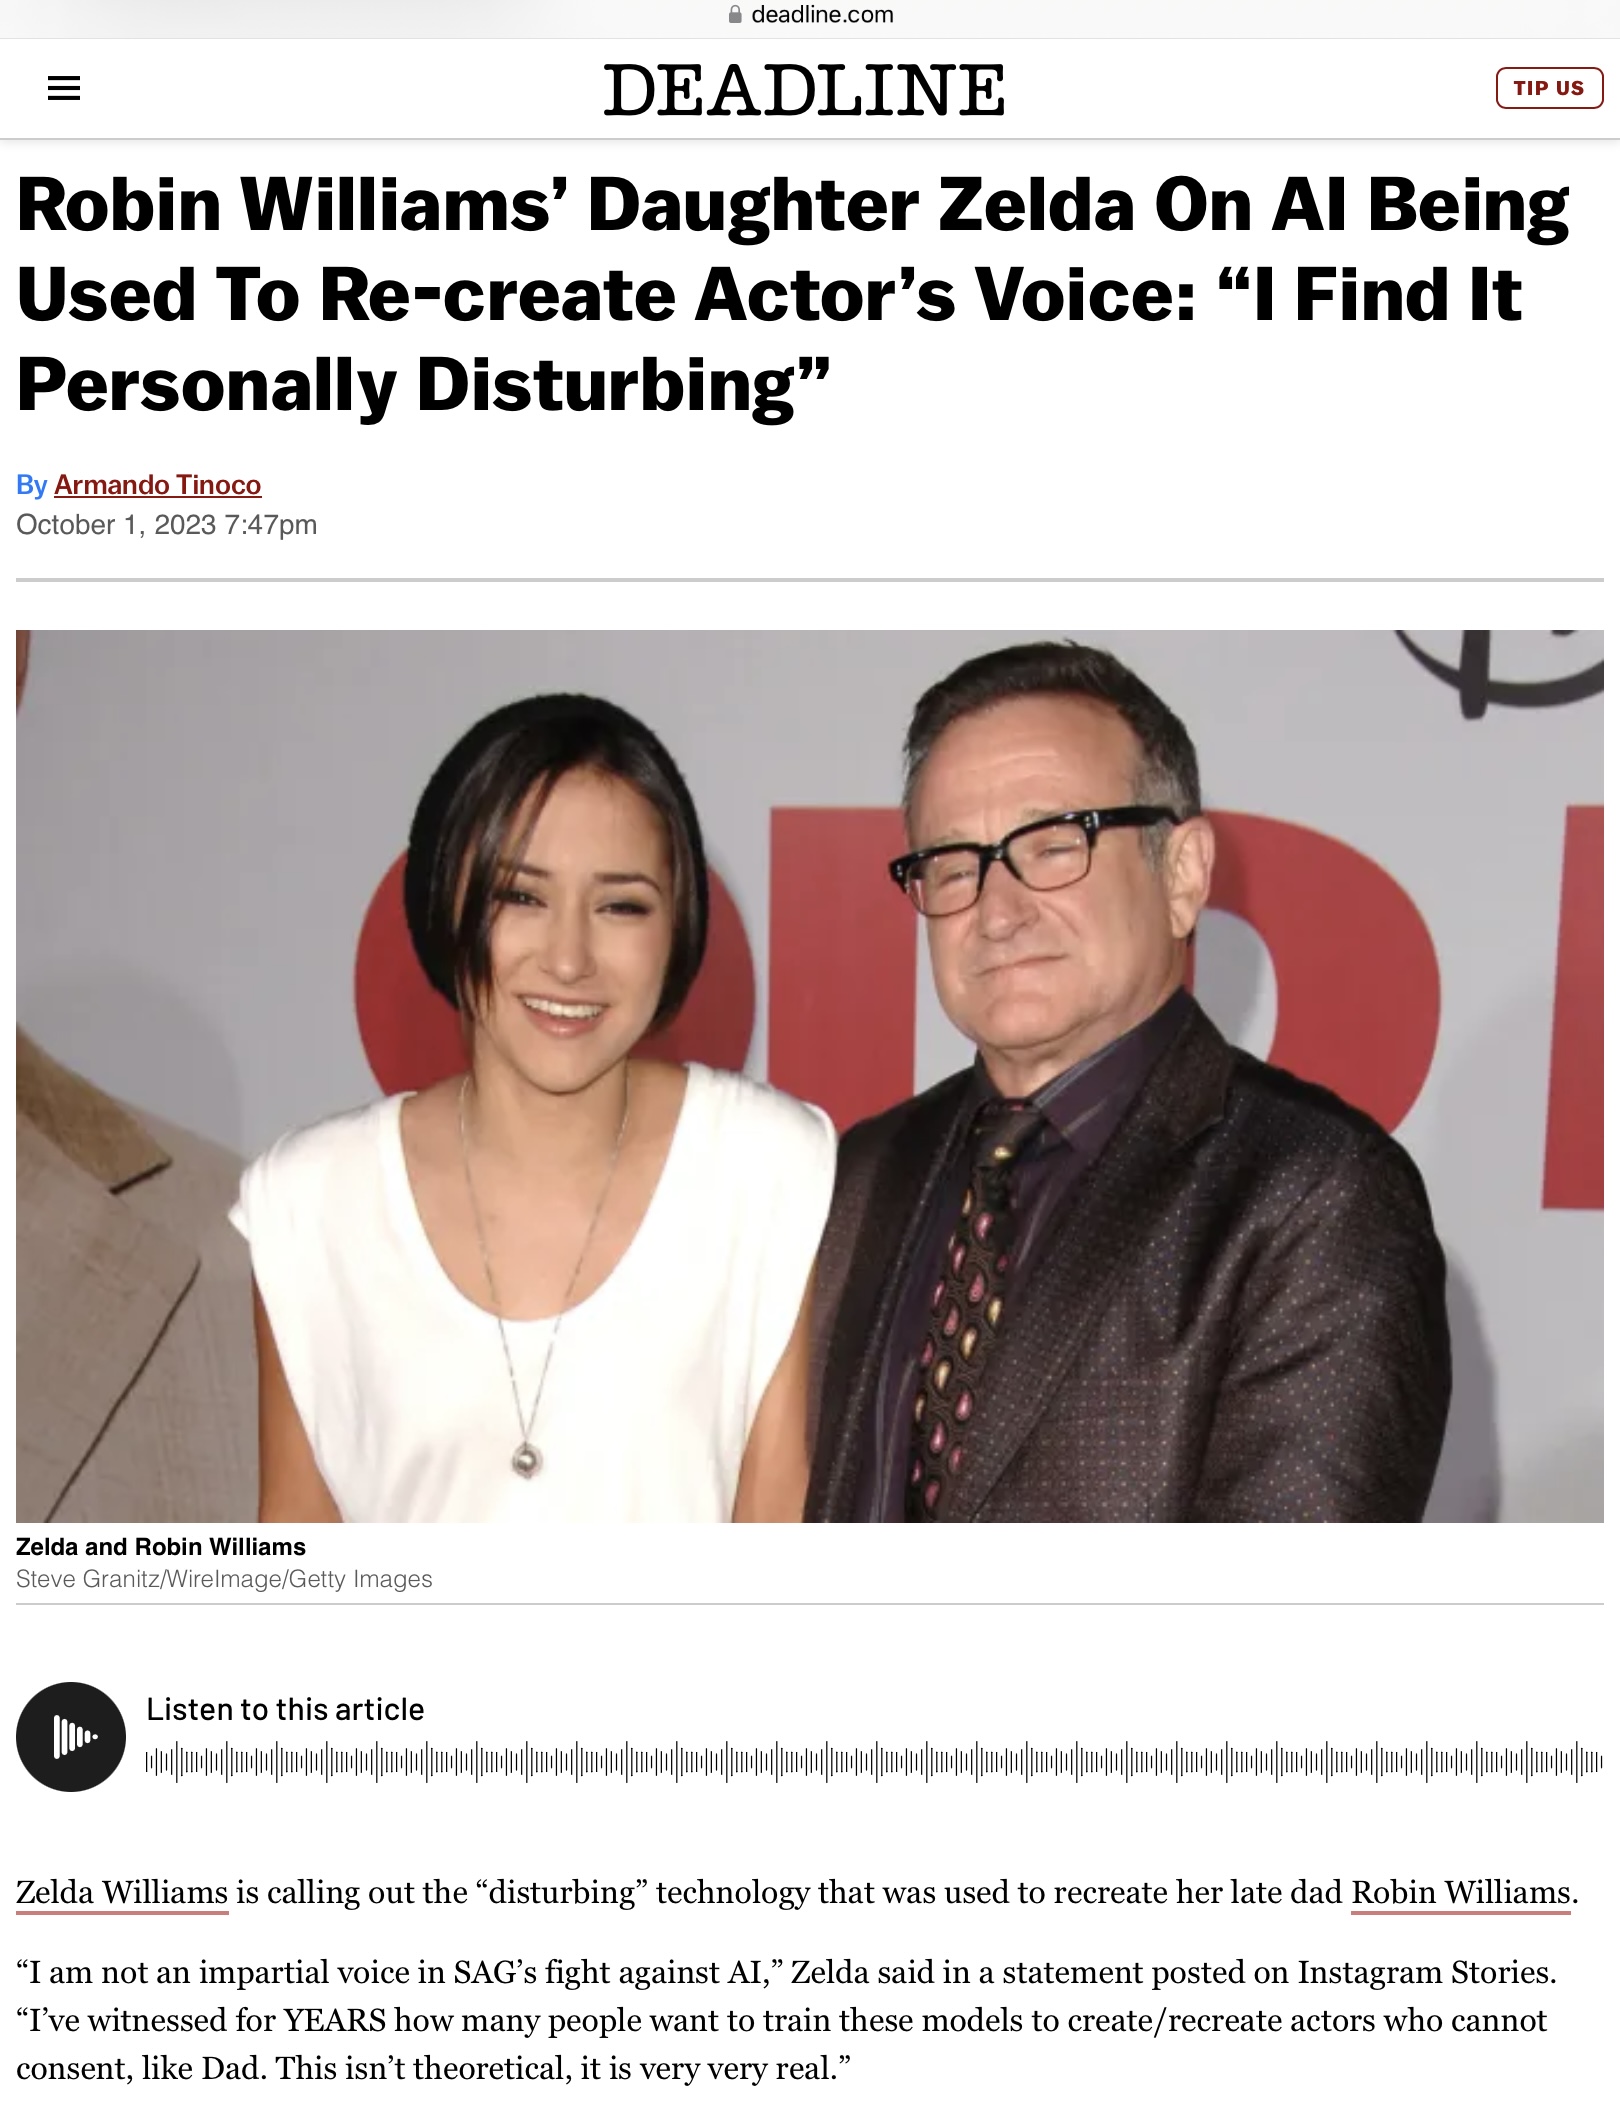 deadline.com
DEADLINE
TIP US
Robin Williams’ Daughter Zelda On AI Being
Used To Re-create Actor’s Voice: “I Find It
Personally Disturbing”
By Armando Tinoco
October 1, 2023 7:47pm
Zelda and Robin Williams
Steve Granitz/WireImage/Getty Images
Listen to this article
Zelda Williams is calling out the “disturbing” technology that was used to recreate her late dad Robin Williams.
“I am not an impartial voice in SAG’s fight against AI,” Zelda said in a statement posted on Instagram Stories.
“I’ve witnessed for YEARS how many people want to train these models to create/recreate actors who cannot
consent, like Dad. This isn’t theoretical, it is very very real.”